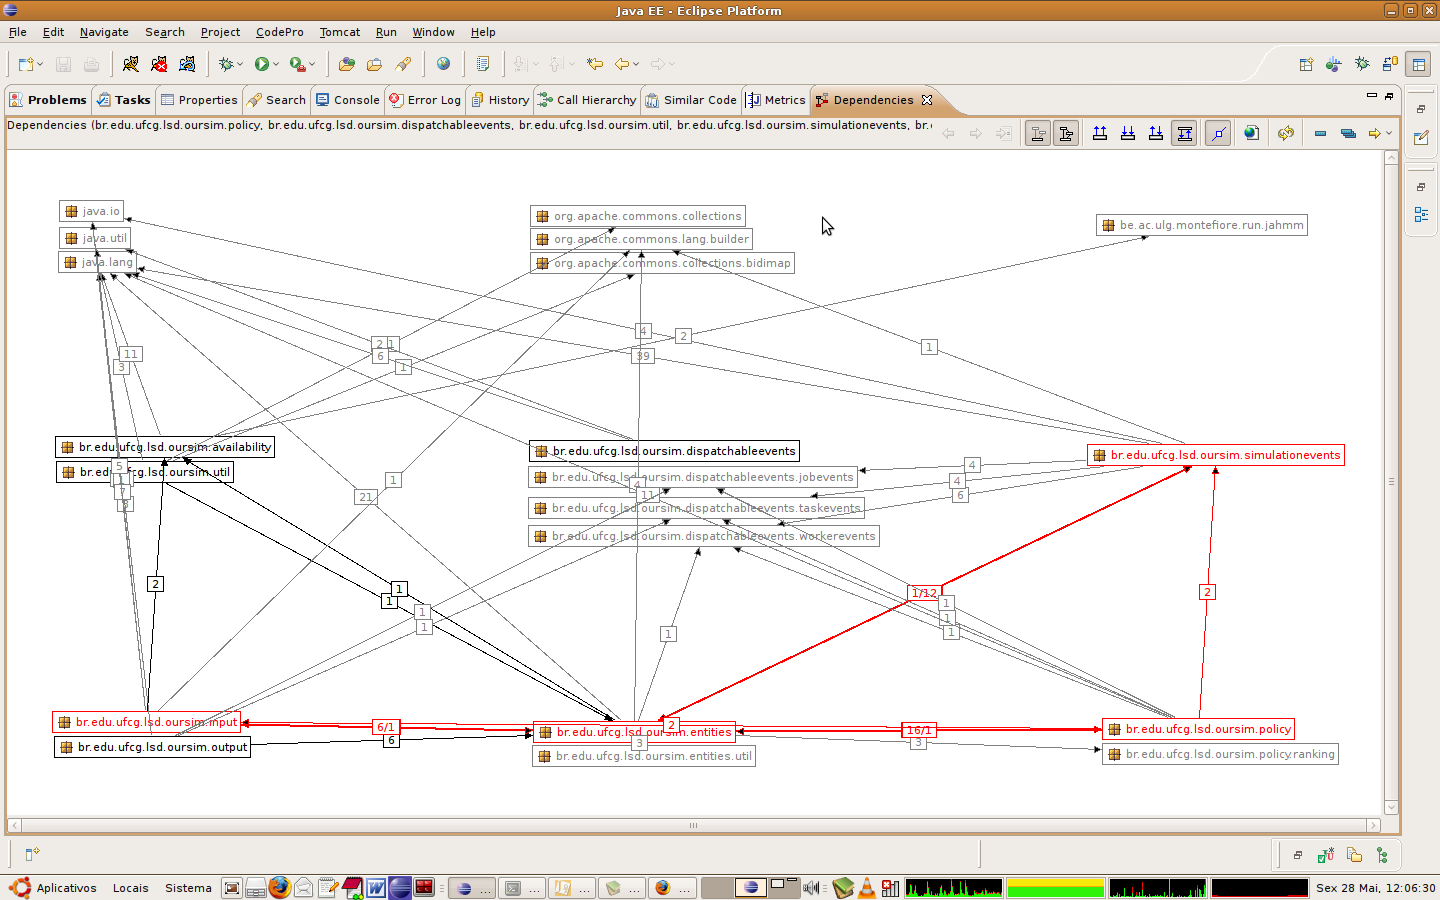 Java EE - Eclipse Platform
File Edit Navigate Search Project CodePro Tomcat Run Window Help
Problems Tasks Properties Search Console Error Log History Call Hierarchy Similar Code Metrics Dependencies
Dependencies (br.edu.ufcg.lsd.oursim.policy, br.edu.ufcg.lsd.oursim.dispatchableevents, br.edu.ufcg.lsd.oursim.util, br.edu.ufcg.lsd.oursim.simulationevents, br.
java.io
java.util
java.lang
org.apache.commons.collections
org.apache.commons.lang.builder
org.apache.commons.collections.bidimap
be.ac.ulg.montefiore.run.jahmm
4
2
39
1
2 1
6
1
11
3
br.edu.ufcg.lsd.oursim.availability
br.edu.ufcg.lsd.oursim.util
br.edu.ufcg.lsd.oursim.dispatchableevents
br.edu.ufcg.lsd.oursim.dispatchableevents.jobevents
br.edu.ufcg.lsd.oursim.dispatchableevents.taskevents
br.edu.ufcg.lsd.oursim.dispatchableevents.workerevents
br.edu.ufcg.lsd.oursim.simulationevents
5
1
7
1
21
4
11
4
4
6
2
1
1
1
1
1
1/12
1
1
1
2
br.edu.ufcg.lsd.oursim.input
br.edu.ufcg.lsd.oursim.output
6/1
6
2
br.edu.ufcg.lsd.oursim.entities
3
br.edu.ufcg.lsd.oursim.entities.util
16/1
3
br.edu.ufcg.lsd.oursim.policy
br.edu.ufcg.lsd.oursim.policy.ranking
Aplicativos Locais Sistema ... ... ... ... ... Sex 28 Mai, 12:06:30